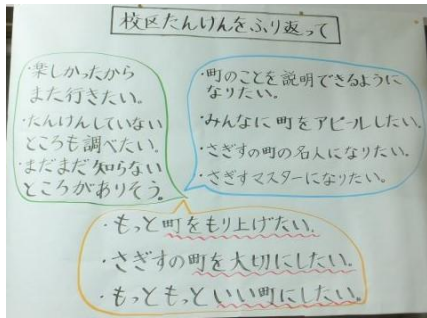 校区たんけんをふり返って
・楽しかったから
また行きたい。
・たんけんしていない
ところも調べたい。
・まだまだ知らない
ところがありそう。
・町のことを説明できるように
なりたい。
・みんなに町をアピールしたい。
・さぎすの町の名人になりたい。
・さぎすマスターになりたい。
・もっと町をもり上げたい。
・さぎすの町を大切にしたい。
・もっともっといい町にしたい。